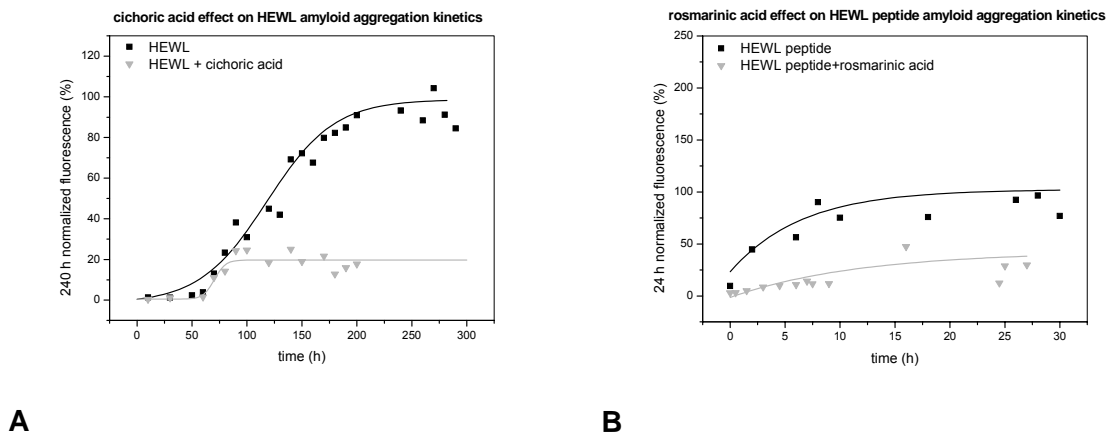 cichoric acid effect on HEWL amyloid aggregation kinetics
HEWL
HEWL + cichoric acid
240 h normalized fluorescence (%)
120
100
80
60
40
20
0
0 50 100 150 200 250 300
time (h)
A
rosmarinic acid effect on HEWL peptide amyloid aggregation kinetics
HEWL peptide
HEWL peptide+rosmarinic acid
24 h normalized fluorescence (%)
250
200
150
100
50
0
0 5 10 15 20 25 30
time (h)
B